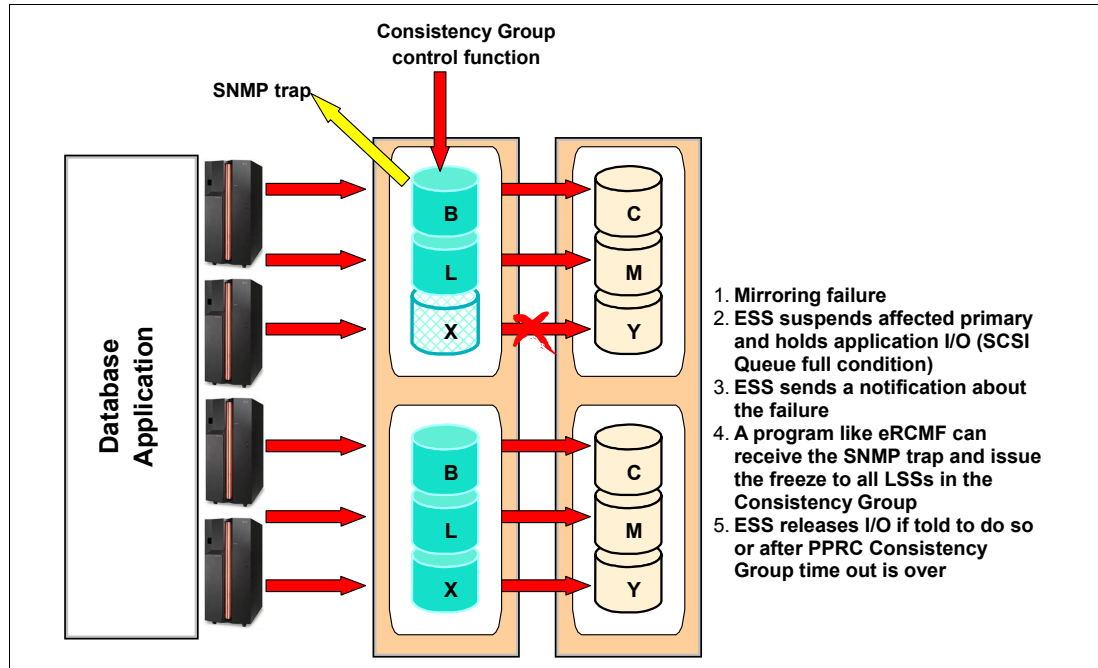 Consistency Group
control function
SNMP trap
Database
Application
B
L
X
C
M
Y
B
L
X
C
M
Y
1. Mirroring failure
2. ESS suspends affected primary
and holds application I/O (SCSI
Queue full condition)
3. ESS sends a notification about
the failure
4. A program like eRCMF can
receive the SNMP trap and issue
the freeze to all LSSs in the
Consistency Group
5. ESS releases I/O if told to do so
or after PPRC Consistency
Group time out is over